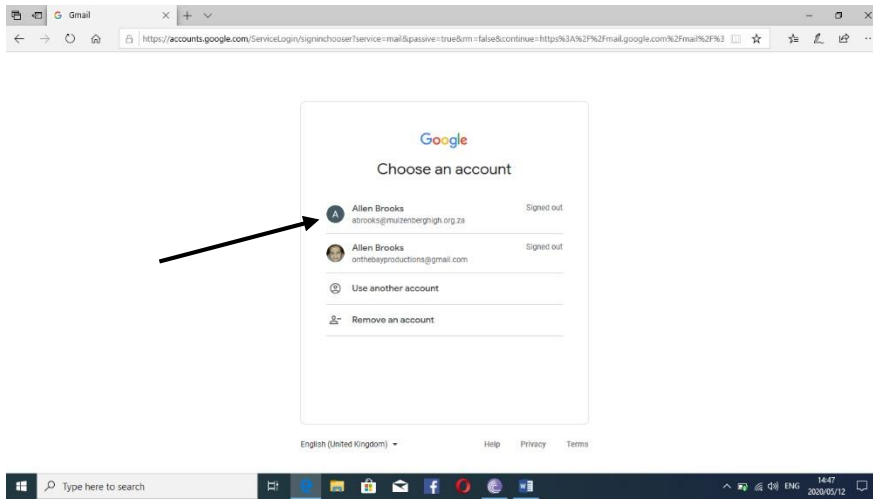 Gmail
https://accounts.google.com/ServiceLogin/signinchooser?service=mail&passive=true&rm=false&continue=https%3A%2F%2Fmail.google.com%2Fmail%2F%3
Google
Choose an account
A
Allen Brooks
Signed out
abrooks@muizenberghigh.org.za
Allen Brooks
Signed out
onthebayproductions@gmail.com
Use another account
Remove an account
English (United Kingdom)
Help Privacy Terms
Type here to search
ENG
14:47
2020/05/12